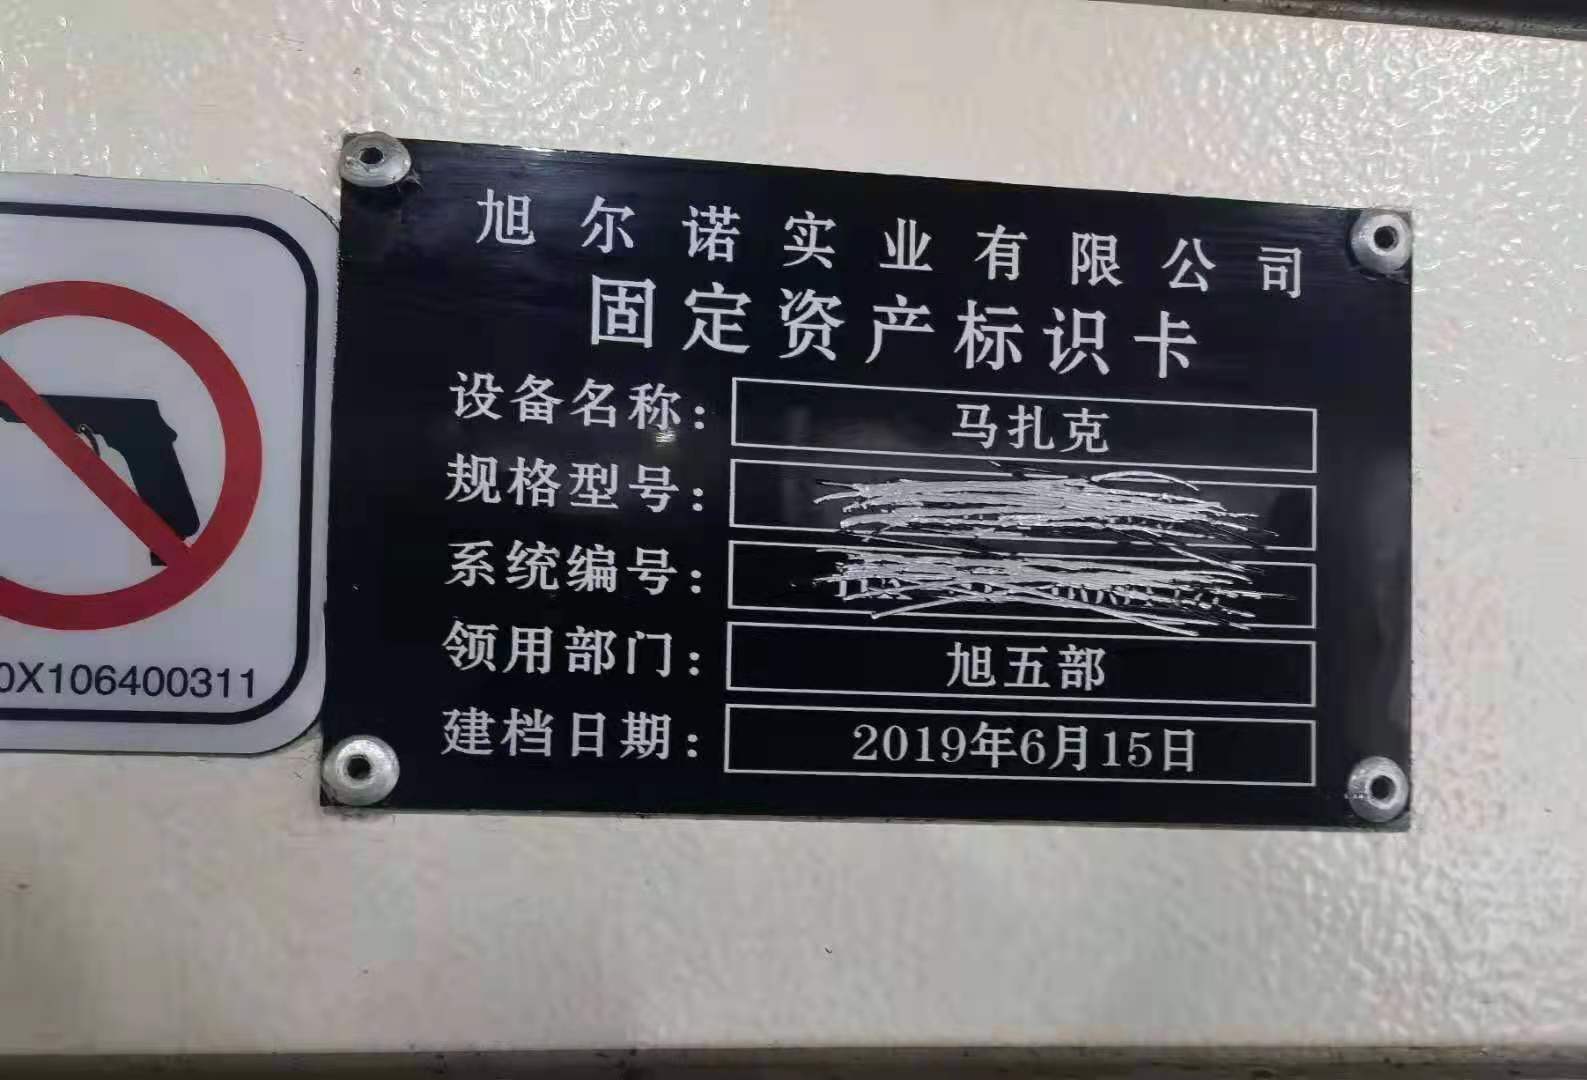 旭尔诺实业有限公司
固定资产标识卡
设备名称: 马扎克
规格型号:
系统编号:
领用部门: 旭五部
建档日期: 2019年6月15日
0X106400311